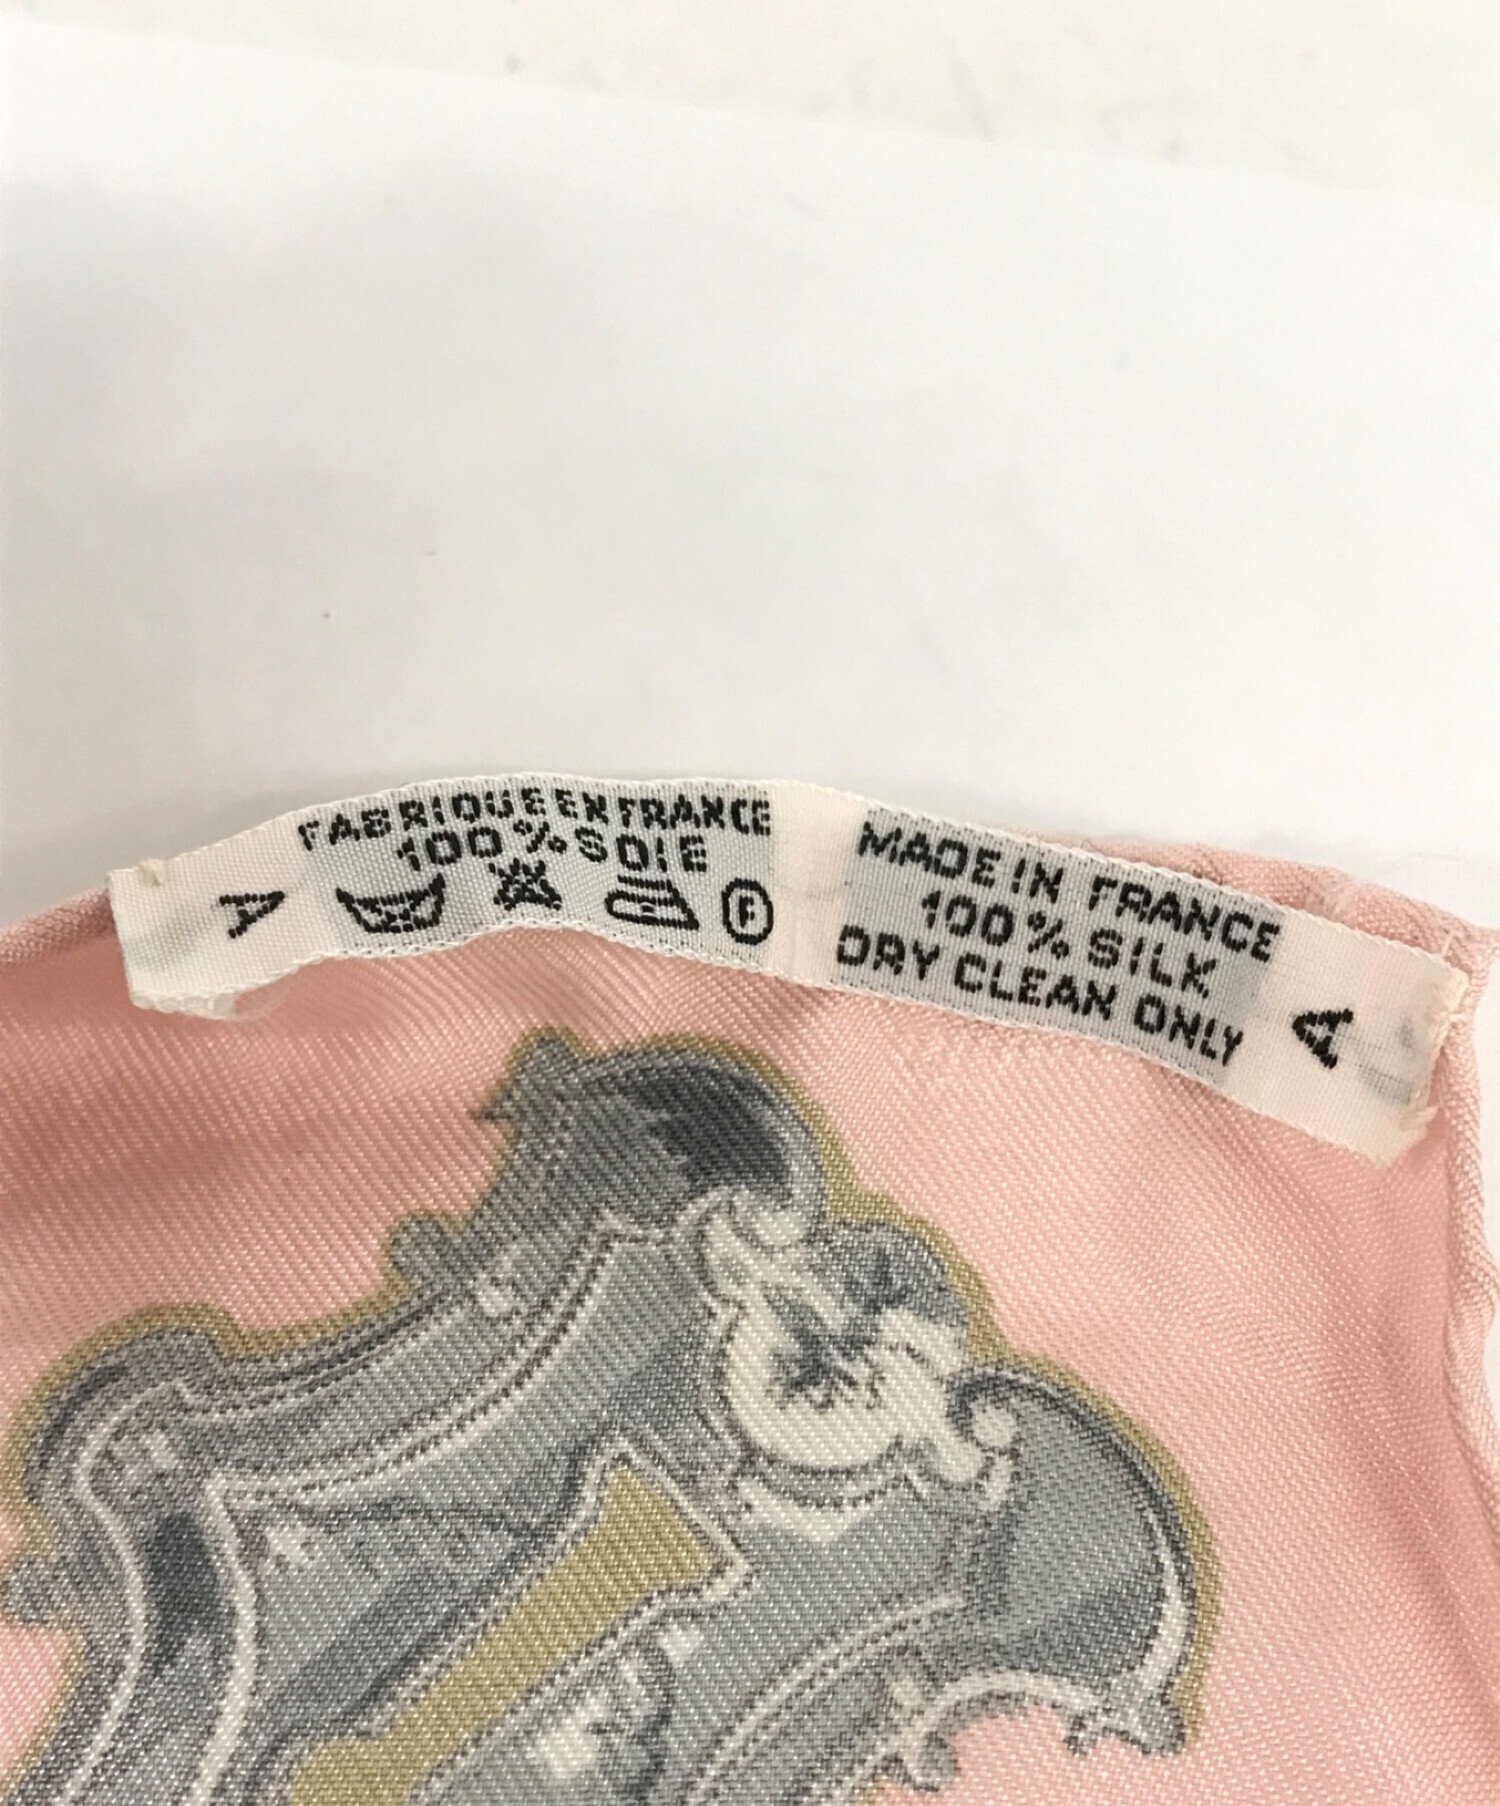 FABRIQUE EN FRANCE
100% SOIE
F
A
MADE IN FRANCE
100% SILK
DRY CLEAN ONLY
A